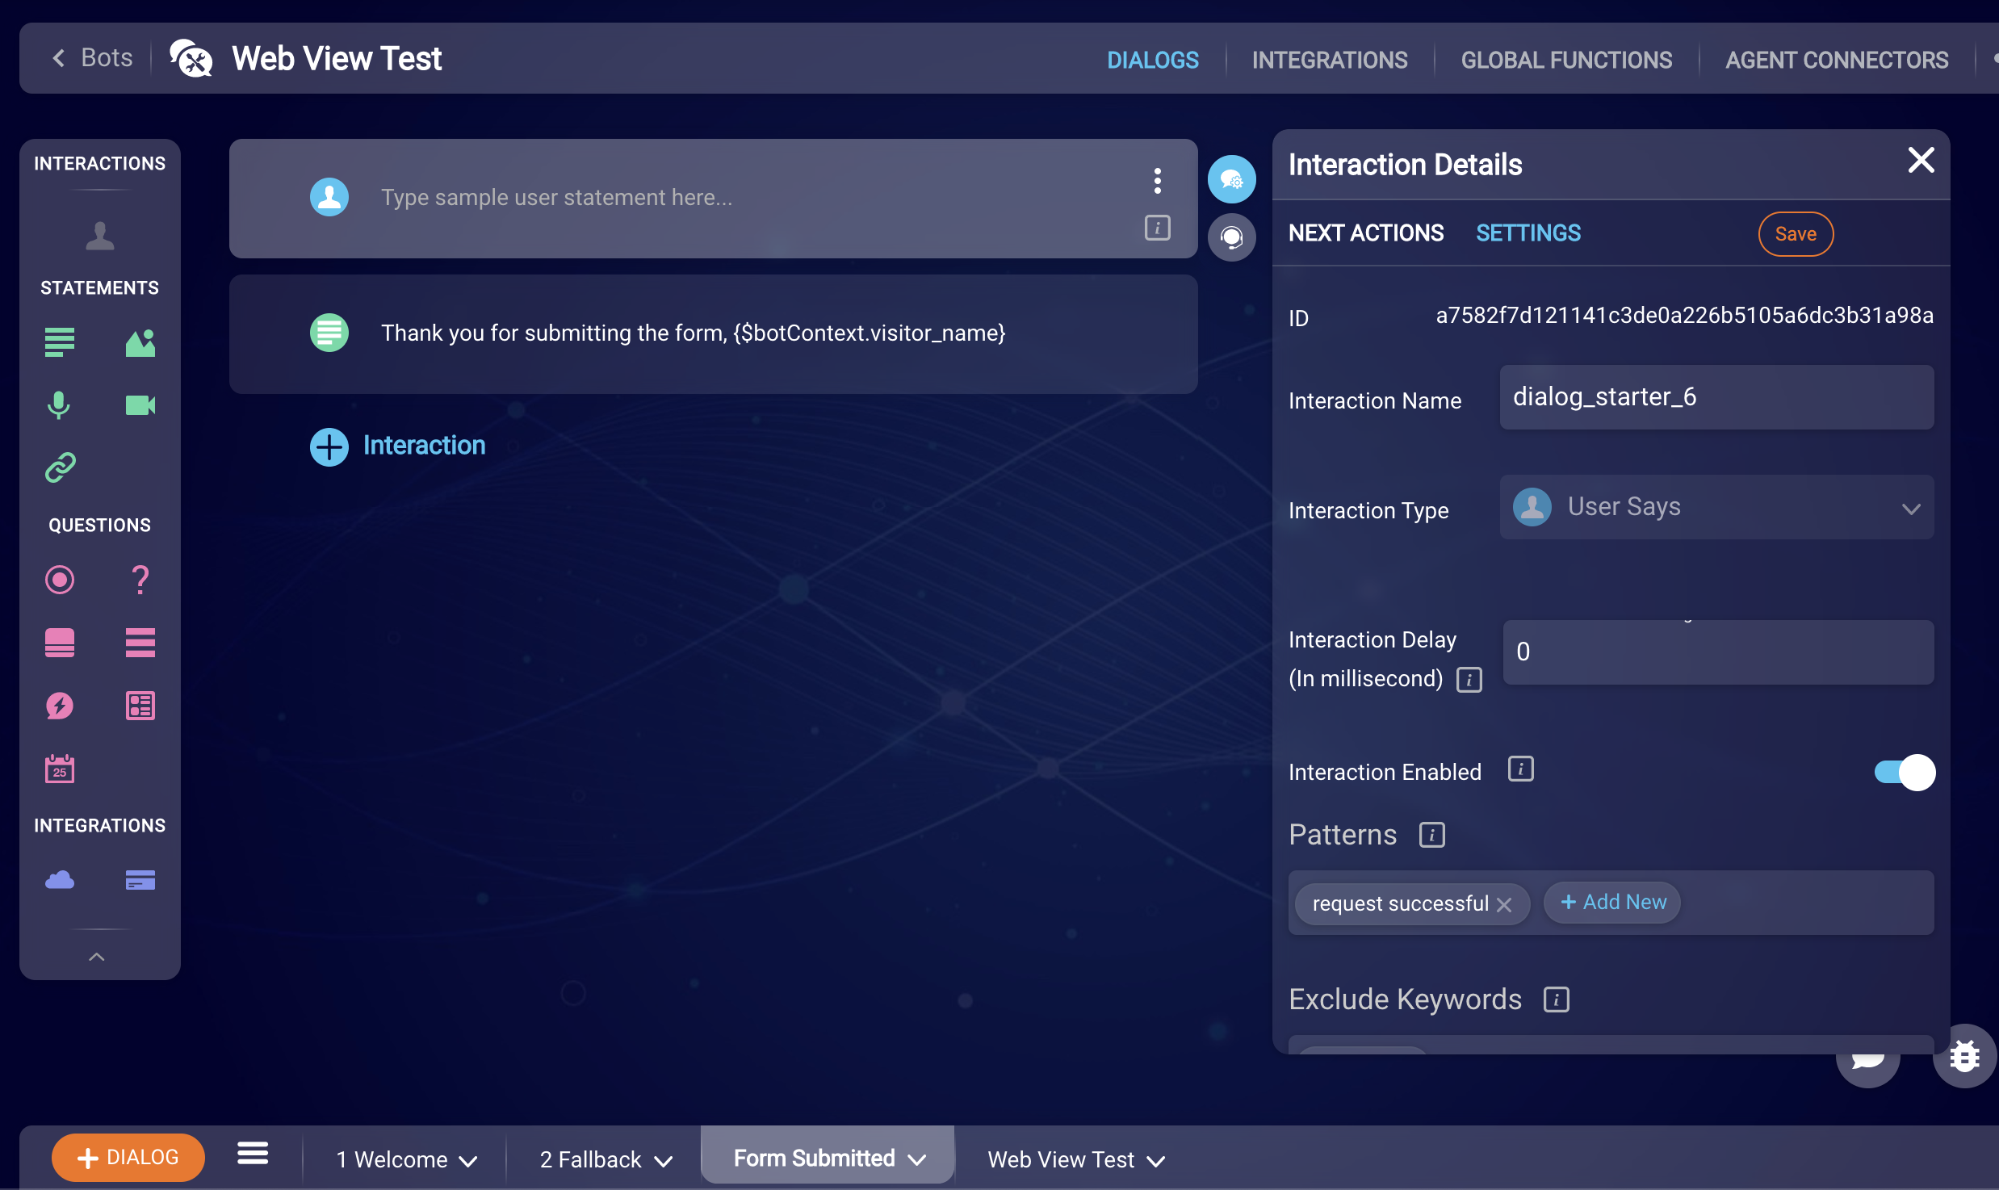 Bots
Web View Test
DIALOGS
INTEGRATIONS
GLOBAL FUNCTIONS
AGENT CONNECTORS
INTERACTIONS
STATEMENTS
QUESTIONS
25
INTEGRATIONS
Type sample user statement here...
i
Thank you for submitting the form, {$botContext.visitor_name}
Interaction
Interaction Details
NEXT ACTIONS
SETTINGS
Save
ID
a7582f7d121141c3de0a226b5105a6dc3b31a98a
Interaction Name
dialog_starter_6
Interaction Type
User Says
Interaction Delay
(In millisecond) i
0
Interaction Enabled i
Patterns i
request successful
+ Add New
Exclude Keywords i
+ DIALOG
1 Welcome
2 Fallback
Form Submitted
Web View Test